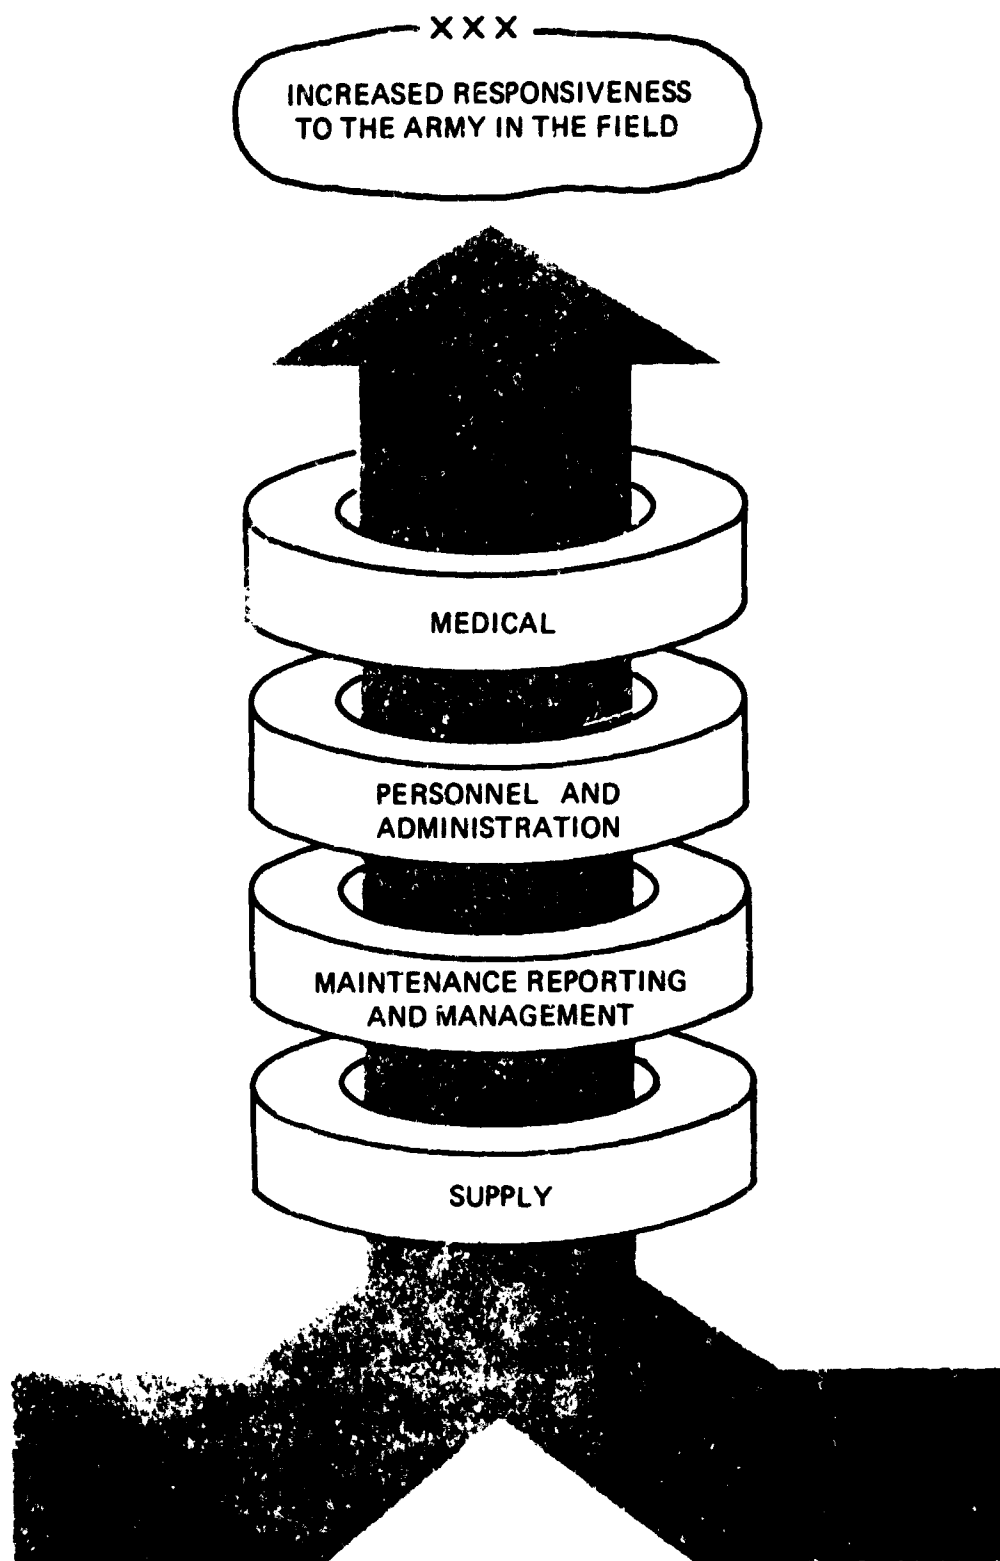 XXX
INCREASED RESPONSIVENESS
TO THE ARMY IN THE FIELD
MEDICAL
PERSONNEL AND
ADMINISTRATION
MAINTENANCE REPORTING
AND MANAGEMENT
SUPPLY